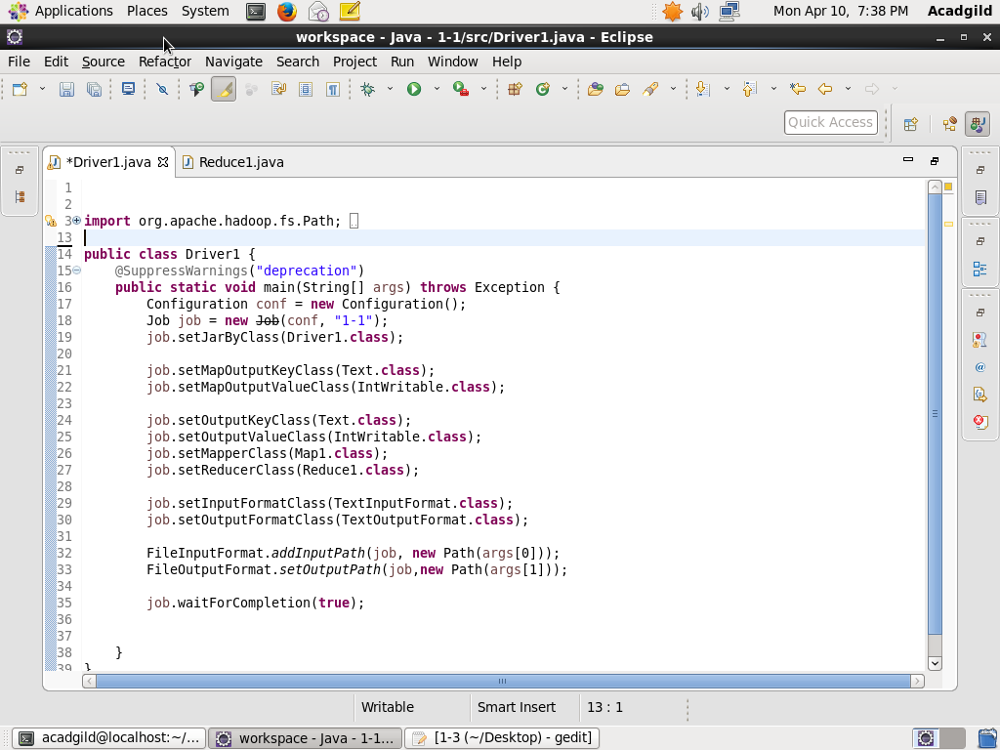 Applications Places System Mon Apr 10, 7:38 PM Acadgild
workspace - Java - 1-1/src/Driver1.java - Eclipse
File Edit Source Refactor Navigate Search Project Run Window Help
Quick Access
*Driver1.java Reduce1.java
1
2
3 import org.apache.hadoop.fs.Path;
13
14 public class Driver1 {
15 @SuppressWarnings("deprecation")
16 public static void main(String[] args) throws Exception {
17 Configuration conf = new Configuration();
18 Job job = new Job(conf, "1-1");
19 job.setJarByClass(Driver1.class);
20
21 job.setMapOutputKeyClass(Text.class);
22 job.setMapOutputValueClass(IntWritable.class);
23
24 job.setOutputKeyClass(Text.class);
25 job.setOutputValueClass(IntWritable.class);
26 job.setMapperClass(Map1.class);
27 job.setReducerClass(Reduce1.class);
28
29 job.setInputFormatClass(TextInputFormat.class);
30 job.setOutputFormatClass(TextOutputFormat.class);
31
32 FileInputFormat.addInputPath(job, new Path(args[0]));
33 FileOutputFormat.setOutputPath(job,new Path(args[1]));
34
35 job.waitForCompletion(true);
36
37
38 }
39 }
Writable Smart Insert 13 : 1
acadgild@localhost:~/... workspace - Java - 1-1... [1-3 (~/Desktop) - gedit]